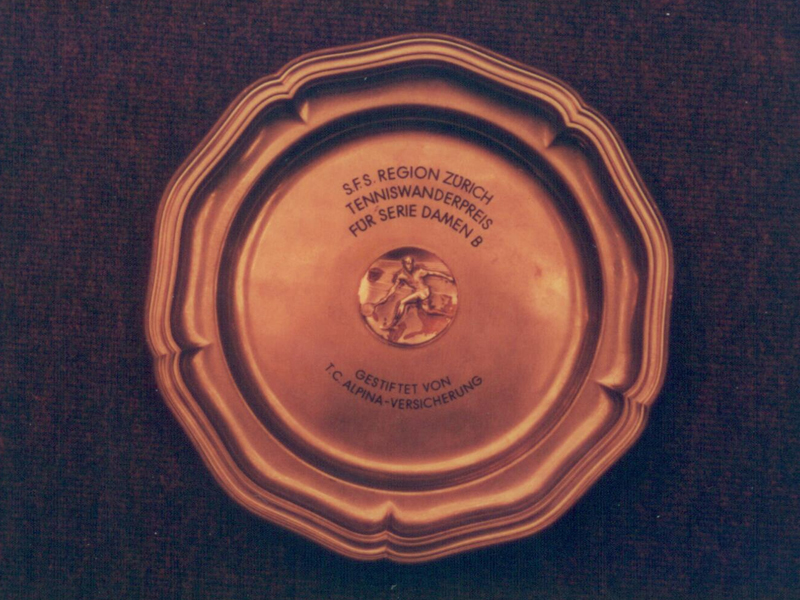 S.F.S. REGION ZÜRICH
TENNISWANDERPREIS
FÜR SERIE DAMEN B
GESTIFTET VON
T.C. ALPINA-VERSICHERUNG